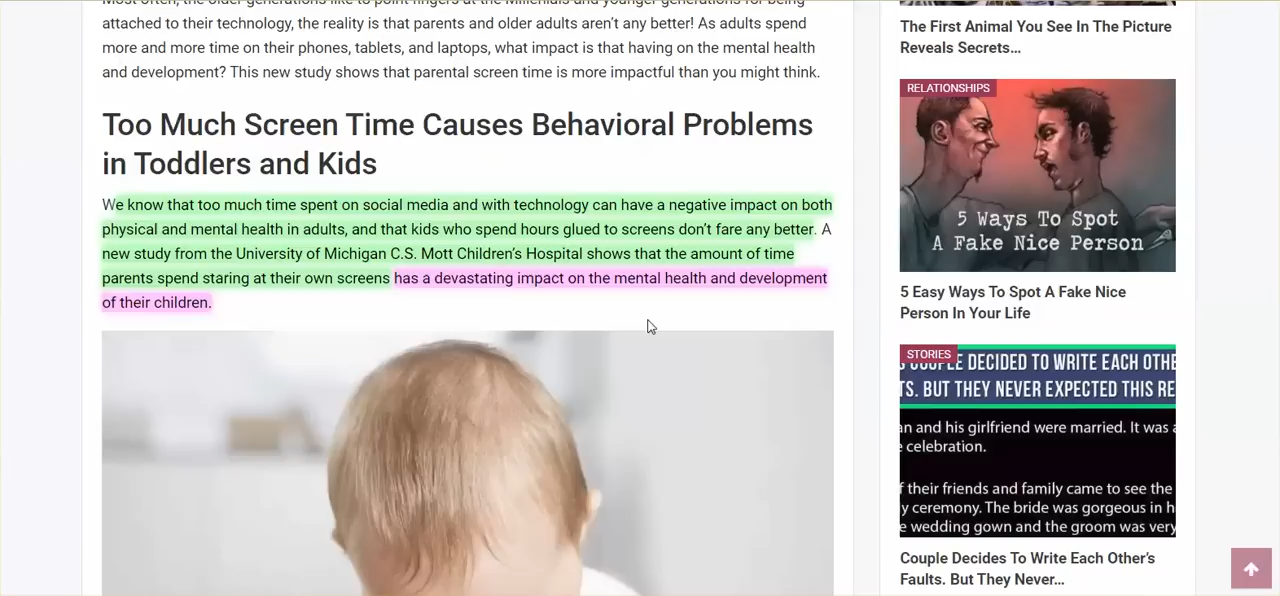 attached to their technology, the reality is that parents and older adults aren't any better! As adults spend
more and more time on their phones, tablets, and laptops, what impact is that having on the mental health
and development? This new study shows that parental screen time is more impactful than you might think.
Too Much Screen Time Causes Behavioral Problems
in Toddlers and Kids
We know that too much time spent on social media and with technology can have a negative impact on both
physical and mental health in adults, and that kids who spend hours glued to screens don't fare any better. A
new study from the University of Michigan C.S. Mott Children's Hospital shows that the amount of time
parents spend staring at their own screens has a devastating impact on the mental health and development
of their children.
The First Animal You See In The Picture
Reveals Secrets...
RELATIONSHIPS
5 Ways To Spot
A Fake Nice Person
5 Easy Ways To Spot A Fake Nice
Person In Your Life
STORIES
COUPLE DECIDED TO WRITE EACH OTHE
TS. BUT THEY NEVER EXPECTED THIS RE
an and his girlfriend were married. It was a
e celebration.
f their friends and family came to see the
y ceremony. The bride was gorgeous in h
e wedding gown and the groom was very
Couple Decides To Write Each Other's
Faults. But They Never...